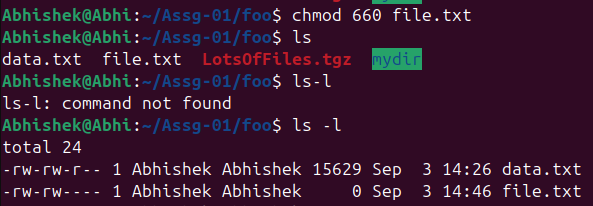 Abhishek@Abhi:~/Assg-01/foo$ chmod 660 file.txt
Abhishek@Abhi:~/Assg-01/foo$ ls
data.txt  file.txt  LotsOfFiles.tgz  mydir
Abhishek@Abhi:~/Assg-01/foo$ ls-l
ls-l: command not found
Abhishek@Abhi:~/Assg-01/foo$ ls -l
total 24
-rw-rw-r-- 1 Abhishek Abhishek 15629 Sep  3 14:26 data.txt
-rw-rw---- 1 Abhishek Abhishek     0 Sep  3 14:46 file.txt